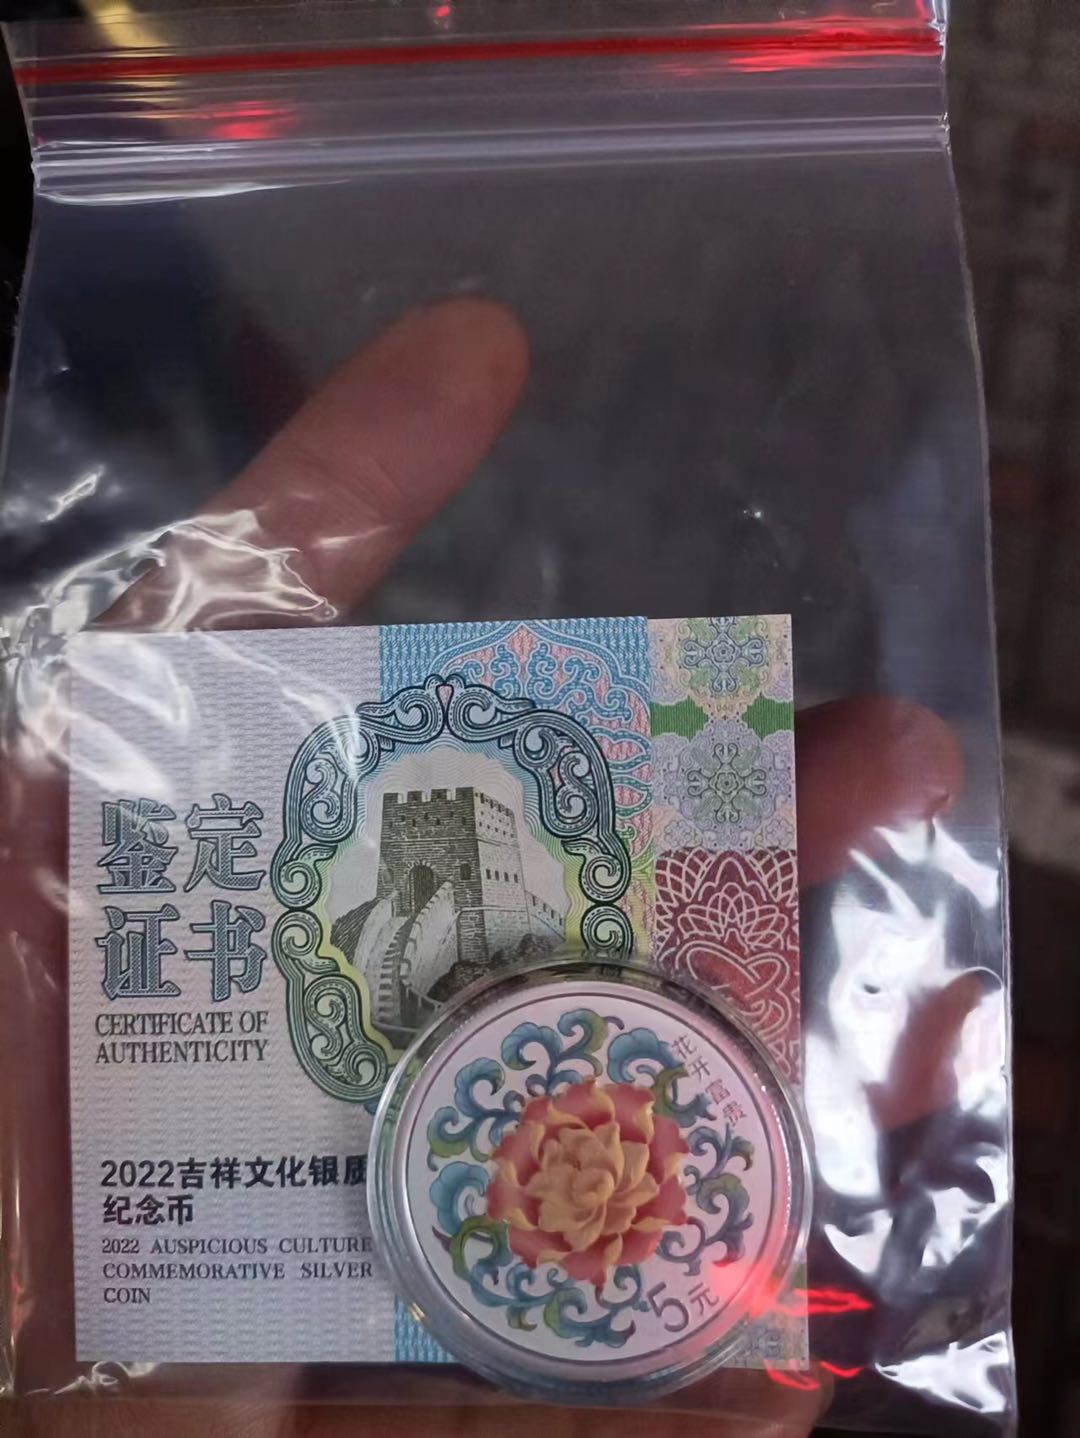 鉴定
证书
CERTIFICATE OF
AUTHENTICITY
2022吉祥文化银质
纪念币
2022 AUSPICIOUS CULTURE
COMMEMORATIVE SILVER
COIN
花开富贵
5元